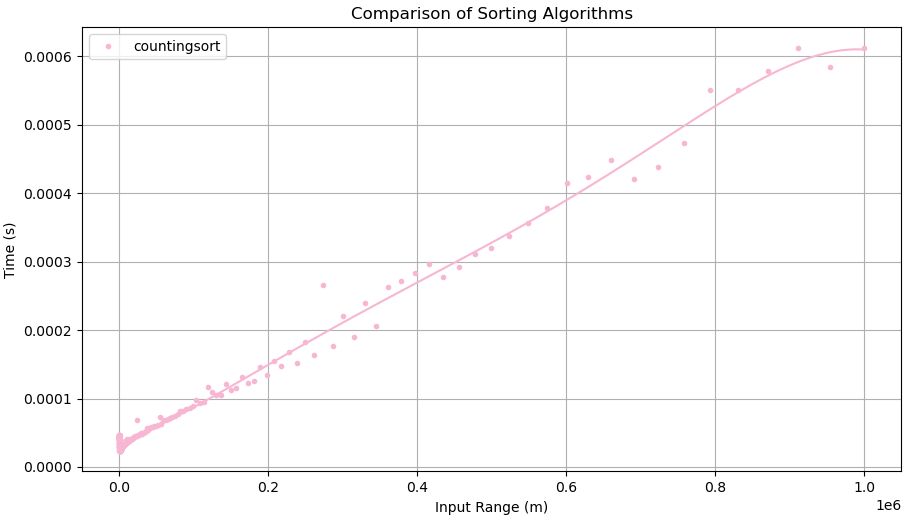 Comparison of Sorting Algorithms
countingsort
0.0006
0.0005
0.0004
0.0003
0.0002
0.0001
0.0000
Time (s)
0.0 0.2 0.4 0.6 0.8 1.0
1e6
Input Range (m)